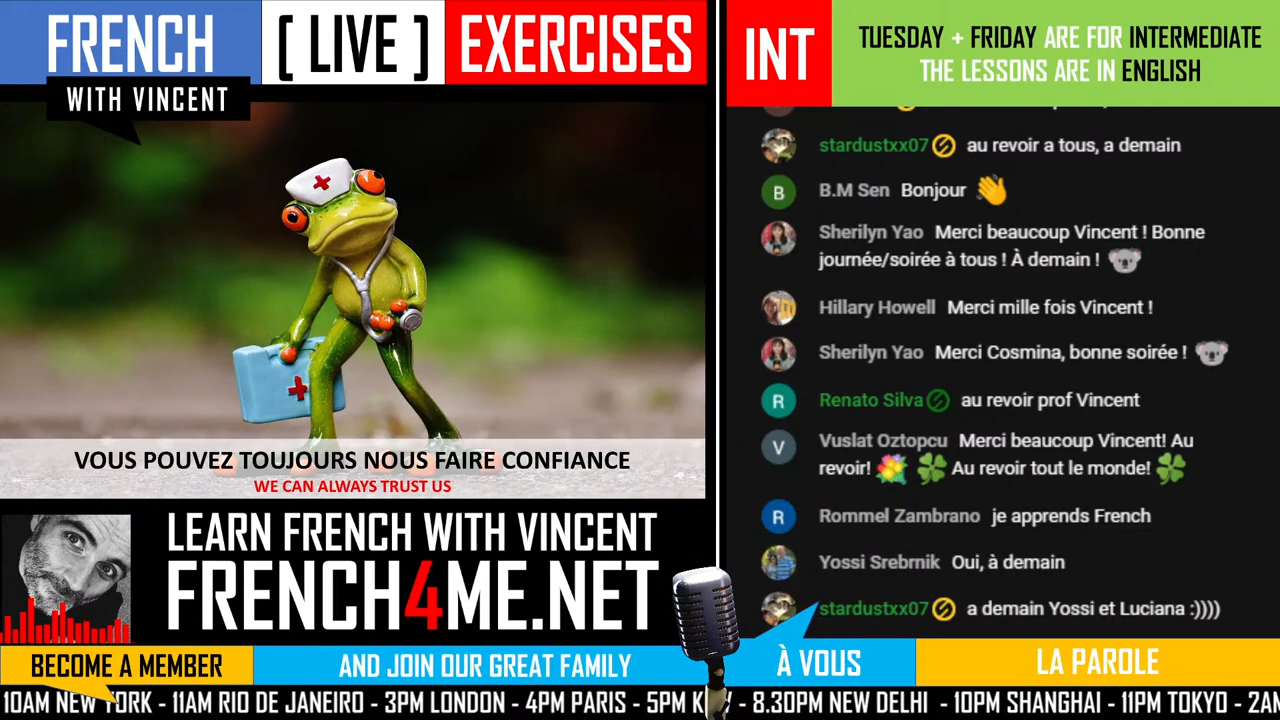 FRENCH
WITH VINCENT
[ LIVE ]
EXERCISES
VOUS POUVEZ TOUJOURS NOUS FAIRE CONFIANCE
WE CAN ALWAYS TRUST US
LEARN FRENCH WITH VINCENT
FRENCH4ME.NET
BECOME A MEMBER
AND JOIN OUR GREAT FAMILY
INT
TUESDAY + FRIDAY ARE FOR INTERMEDIATE
THE LESSONS ARE IN ENGLISH
stardustxx07 au revoir a tous, a demain
B
B.M Sen Bonjour 👋
Sherilyn Yao Merci beaucoup Vincent ! Bonne
journée/soirée à tous ! À demain ! 🐨
Hillary Howell Merci mille fois Vincent !
Sherilyn Yao Merci Cosmina, bonne soirée ! 🐨
R
Renato Silva au revoir prof Vincent
V
Vuslat Oztopcu Merci beaucoup Vincent! Au
revoir! 💐 🍀 Au revoir tout le monde! 🍀
R
Rommel Zambrano je apprends French
Yossi Srebrnik Oui, à demain
stardustxx07 a demain Yossi et Luciana :))))
À VOUS
LA PAROLE
10AM NEW YORK - 11AM RIO DE JANEIRO - 3PM LONDON - 4PM PARIS - 5PM - 8.30PM NEW DELHI - 10PM SHANGHAI - 11PM TOKYO -